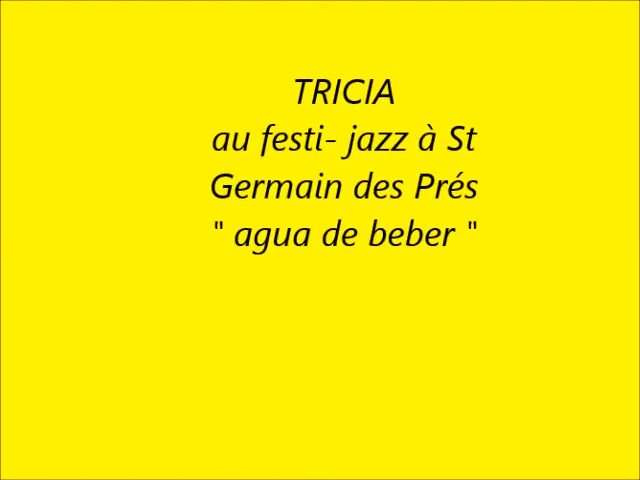 TRICIA
au festi- jazz à St
Germain des Prés
" agua de beber "